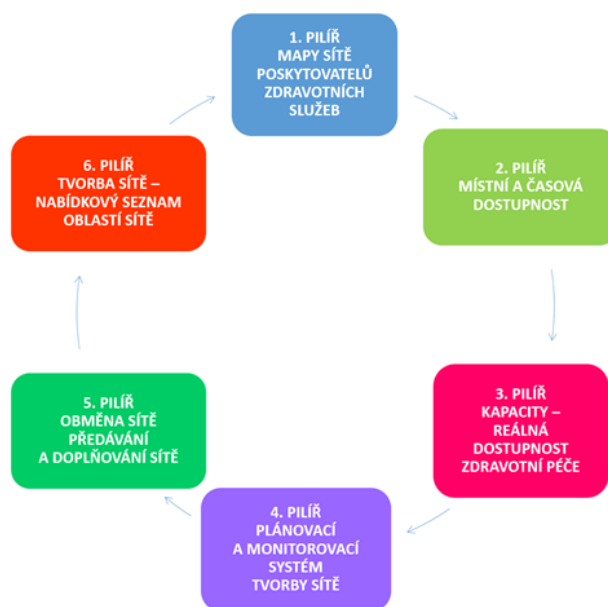 1. PILÍŘ
MAPY SÍTĚ
POSKYTOVATELŮ
ZDRAVOTNÍCH
SLUŽEB
2. PILÍŘ
MÍSTNÍ A ČASOVÁ
DOSTUPNOST
3. PILÍŘ
KAPACITY –
REÁLNÁ
DOSTUPNOST
ZDRAVOTNÍ PÉČE
4. PILÍŘ
PLÁNOVACÍ
A MONITOROVACÍ
SYSTÉM
TVORBY SÍTĚ
5. PILÍŘ
OBMĚNA SÍTĚ
PŘEDÁVÁNÍ
A DOPLŇOVÁNÍ SÍTĚ
6. PILÍŘ
TVORBA SÍTĚ –
NABÍDKOVÝ SEZNAM
OBLASTÍ SÍTĚ